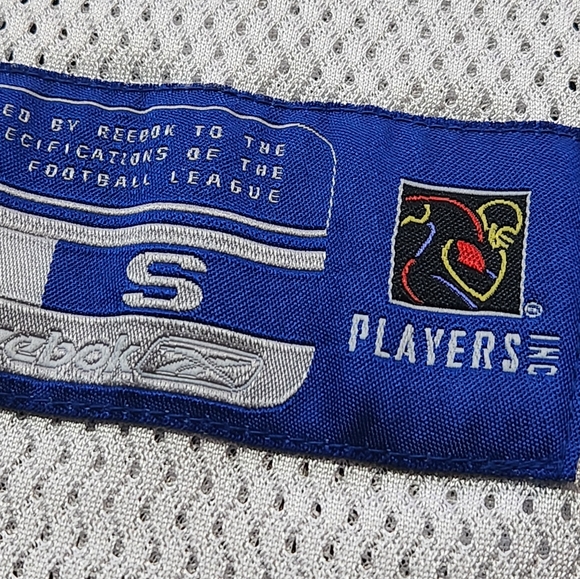 ED BY REEBOK TO THE
ECIFICATIONS OF THE
FOOTBALL LEAGUE
S
eebok
PLAYERS
INC
®